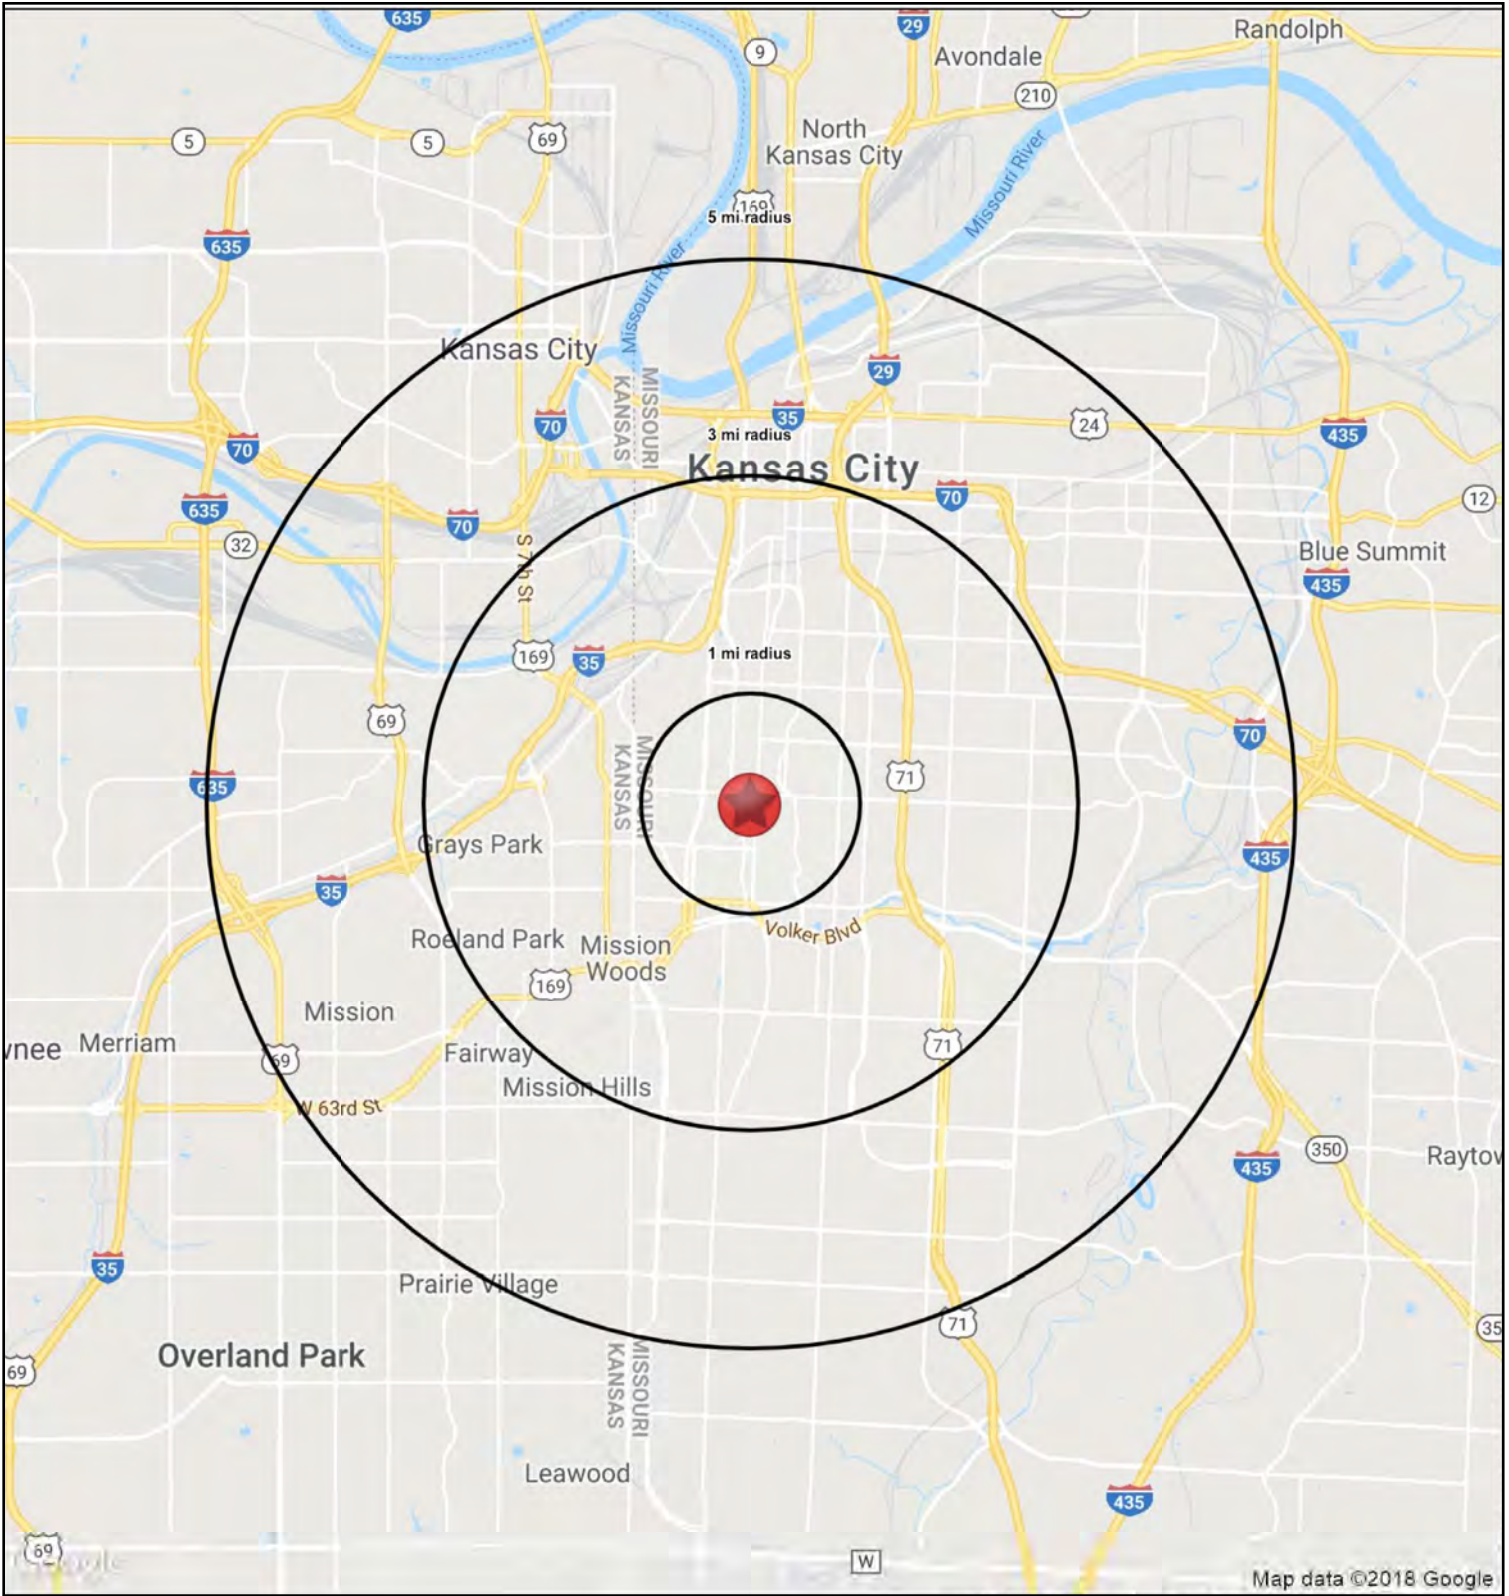 635
29
Randolph
9
Avondale
210
North
Kansas City
5
5
69
Missouri River
169
5 mi radius
635
Missouri River
Kansas City
29
MISSOURI
KANSAS
35
24
435
70
70
3 mi radius
Kansas City
70
12
635
70
32
S 7th St
Blue Summit
435
169
35
1 mi radius
69
70
71
MISSOURI
KANSAS
635
Grays Park
435
35
Roeland Park
Mission
Woods
Volker Blvd
169
Mission
Merriam
69
Fairway
71
Mission Hills
W 63rd St
350
435
35
Prairie Village
71
35
Overland Park
69
MISSOURI
KANSAS
Leawood
435
69
W
Map data ©2018 Google